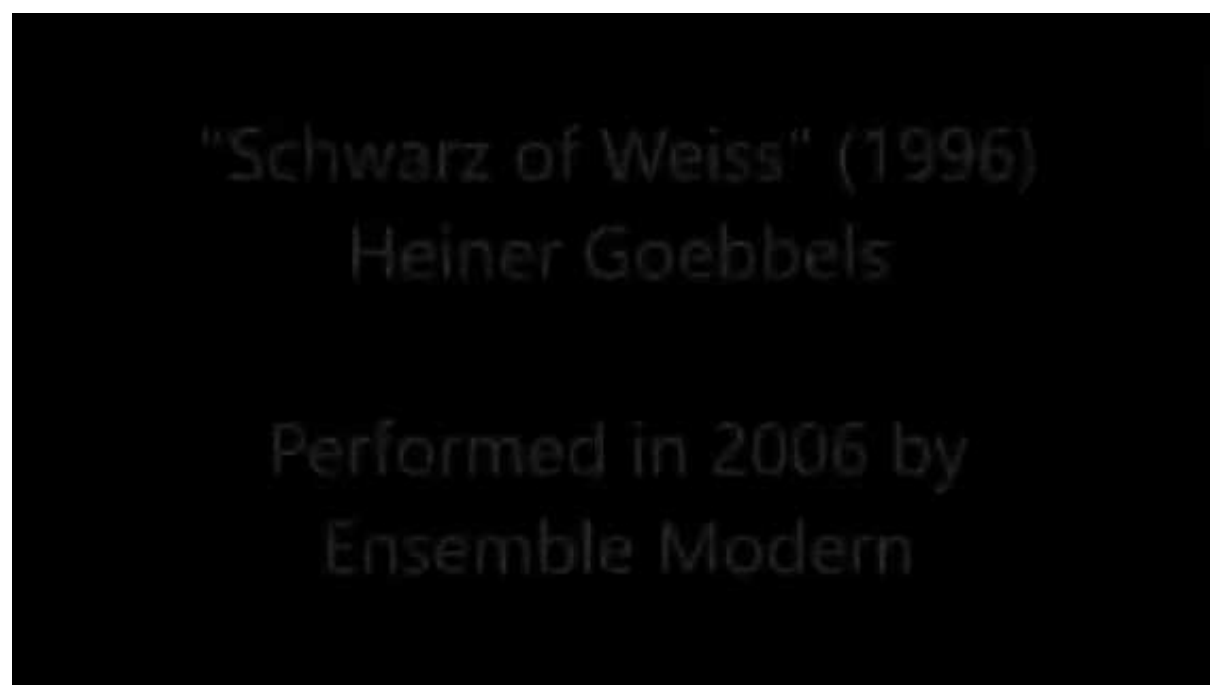 "Schwarz of Weiss" (1996)
Heiner Goebbels
Performed in 2006 by
Ensemble Modern